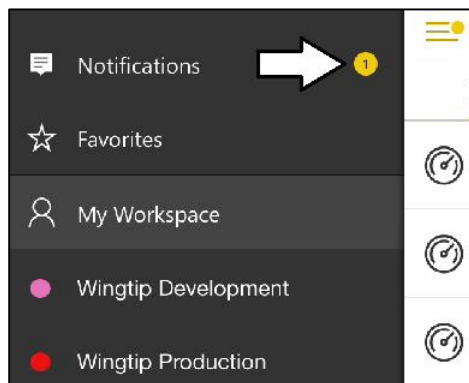 Notifications
1
Favorites
My Workspace
Wingtip Development
Wingtip Production